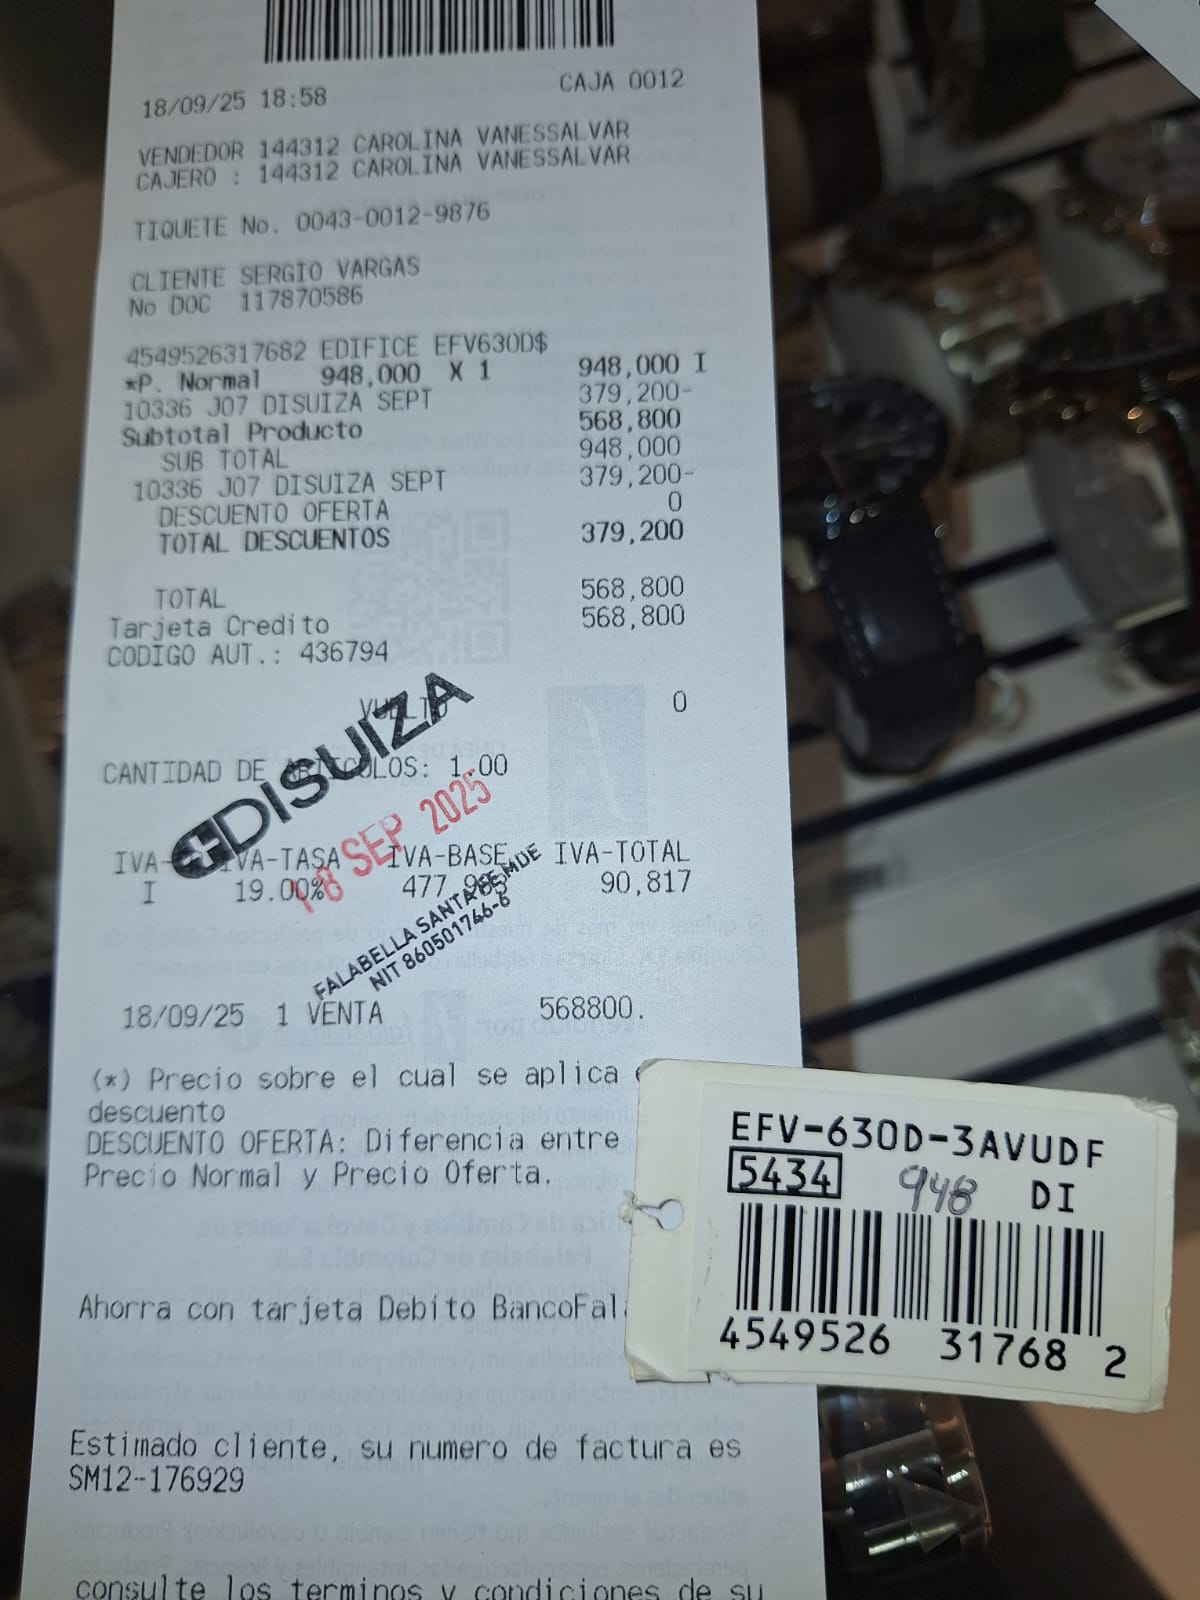 18/09/25 18:58 CAJA 0012
VENDEDOR 144312 CAROLINA VANESSALVAR
CAJERO : 144312 CAROLINA VANESSALVAR
TIQUETE No. 0043-0012-9876
CLIENTE SERGIO VARGAS
No DOC 117870586
4549526317682 EDIFICE EFV630D$
*P. Normal 948,000 X 1 948,000 I
10336 J07 DISUIZA SEPT 379,200-
Subtotal Producto 568,800
SUB TOTAL 948,000
10336 J07 DISUIZA SEPT 379,200-
DESCUENTO OFERTA 0
TOTAL DESCUENTOS 379,200
TOTAL 568,800
Tarjeta Credito 568,800
CODIGO AUT.: 436794
0
DISUIZA
CANTIDAD DE 1.00
18 SEP 2025
IVA-TASA IVA-BASE IVA-TOTAL
I 19.00% 90,817
FALABELLA SANTAFE MDE
NIT 860501746-6
18/09/25 1 VENTA 568800.
(*) Precio sobre el cual se aplica
descuento
DESCUENTO OFERTA: Diferencia entre
Precio Normal y Precio Oferta.
Ahorra con tarjeta Debito BancoFal
Estimado cliente, su numero de factura es
SM12-176929
consulte los terminos y condiciones de su
EFV-630D-3AVUDF
5434 948 DI
4549526 31768 2